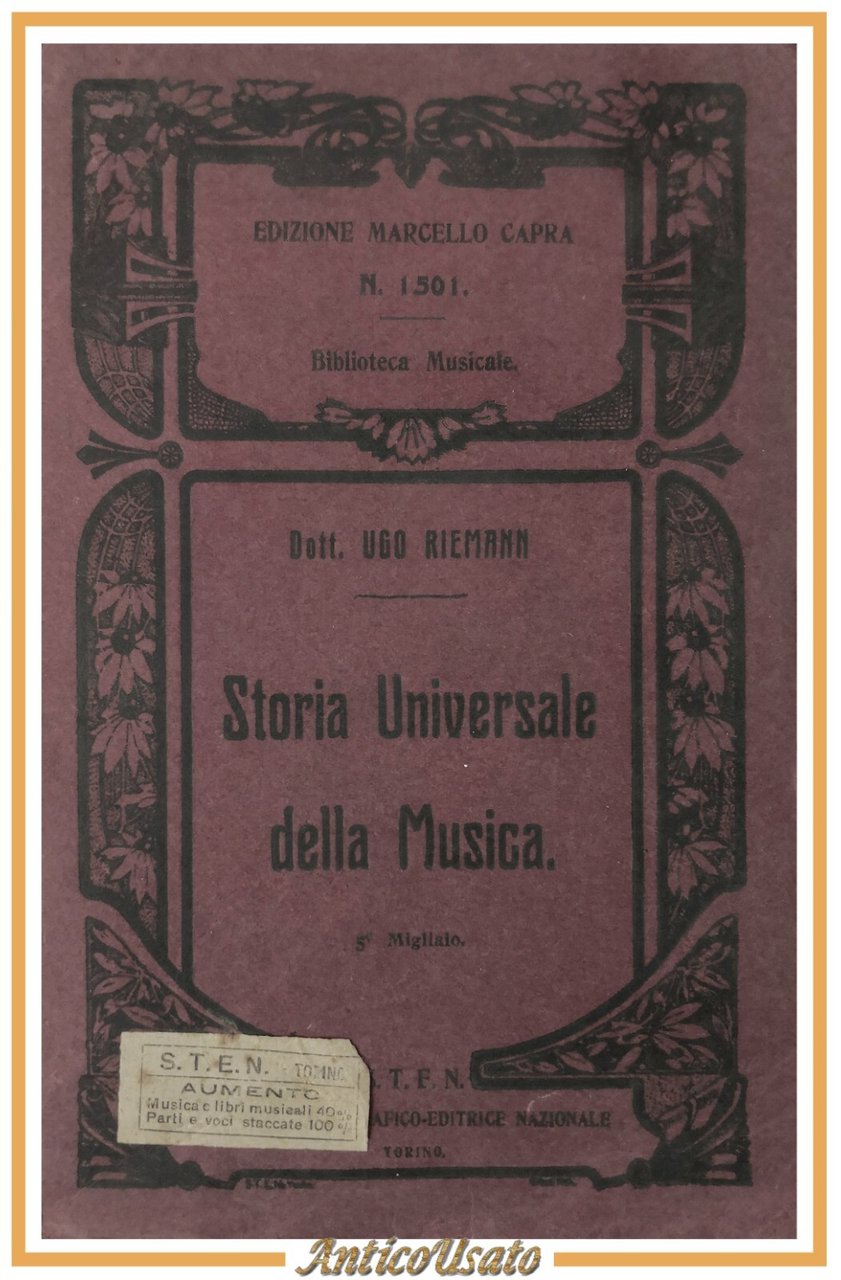 EDIZIONE MARCELLO CAPRA
N. 1501.
Biblioteca Musicale.
Dott. UGO RIEMANN
Storia Universale
della Musica.
5º Migliaio.
S.T.E.N. TORINO
AUMENTO
Musica e libri musicali 40%
Parti e voci staccate 100%
.T.E.N.
AFICO-EDITRICE NAZIONALE
TORINO.
AnticoUsato